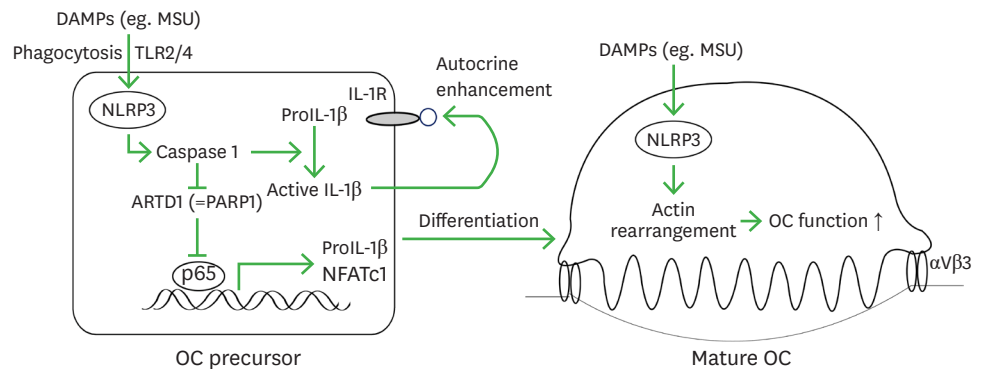 DAMPs (eg. MSU)
Phagocytosis TLR2/4
NLRP3
Caspase 1
ARTD1 (=PARP1)
p65
ProIL-1β
Active IL-1β
IL-1R
Autocrine
enhancement
ProIL-1β
NFATc1
OC precursor
Differentiation
DAMPs (eg. MSU)
NLRP3
Actin
rearrangement
OC function ↑
αVβ3
Mature OC